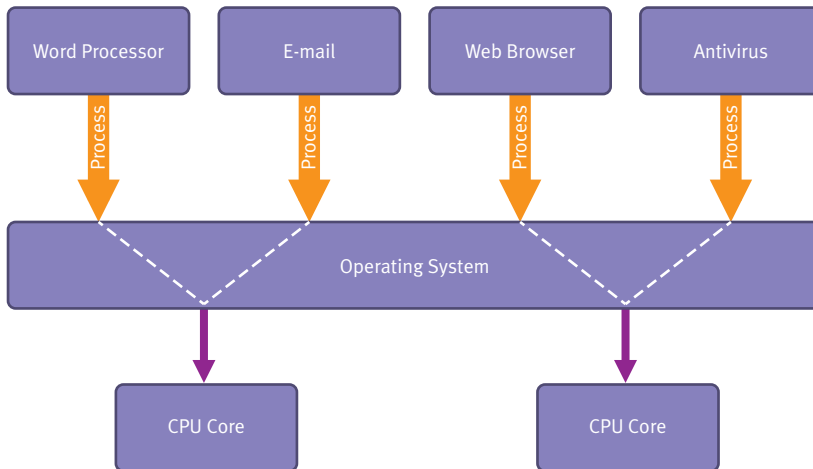 Word Processor
E-mail
Web Browser
Antivirus
Process
Process
Process
Process
Operating System
CPU Core
CPU Core